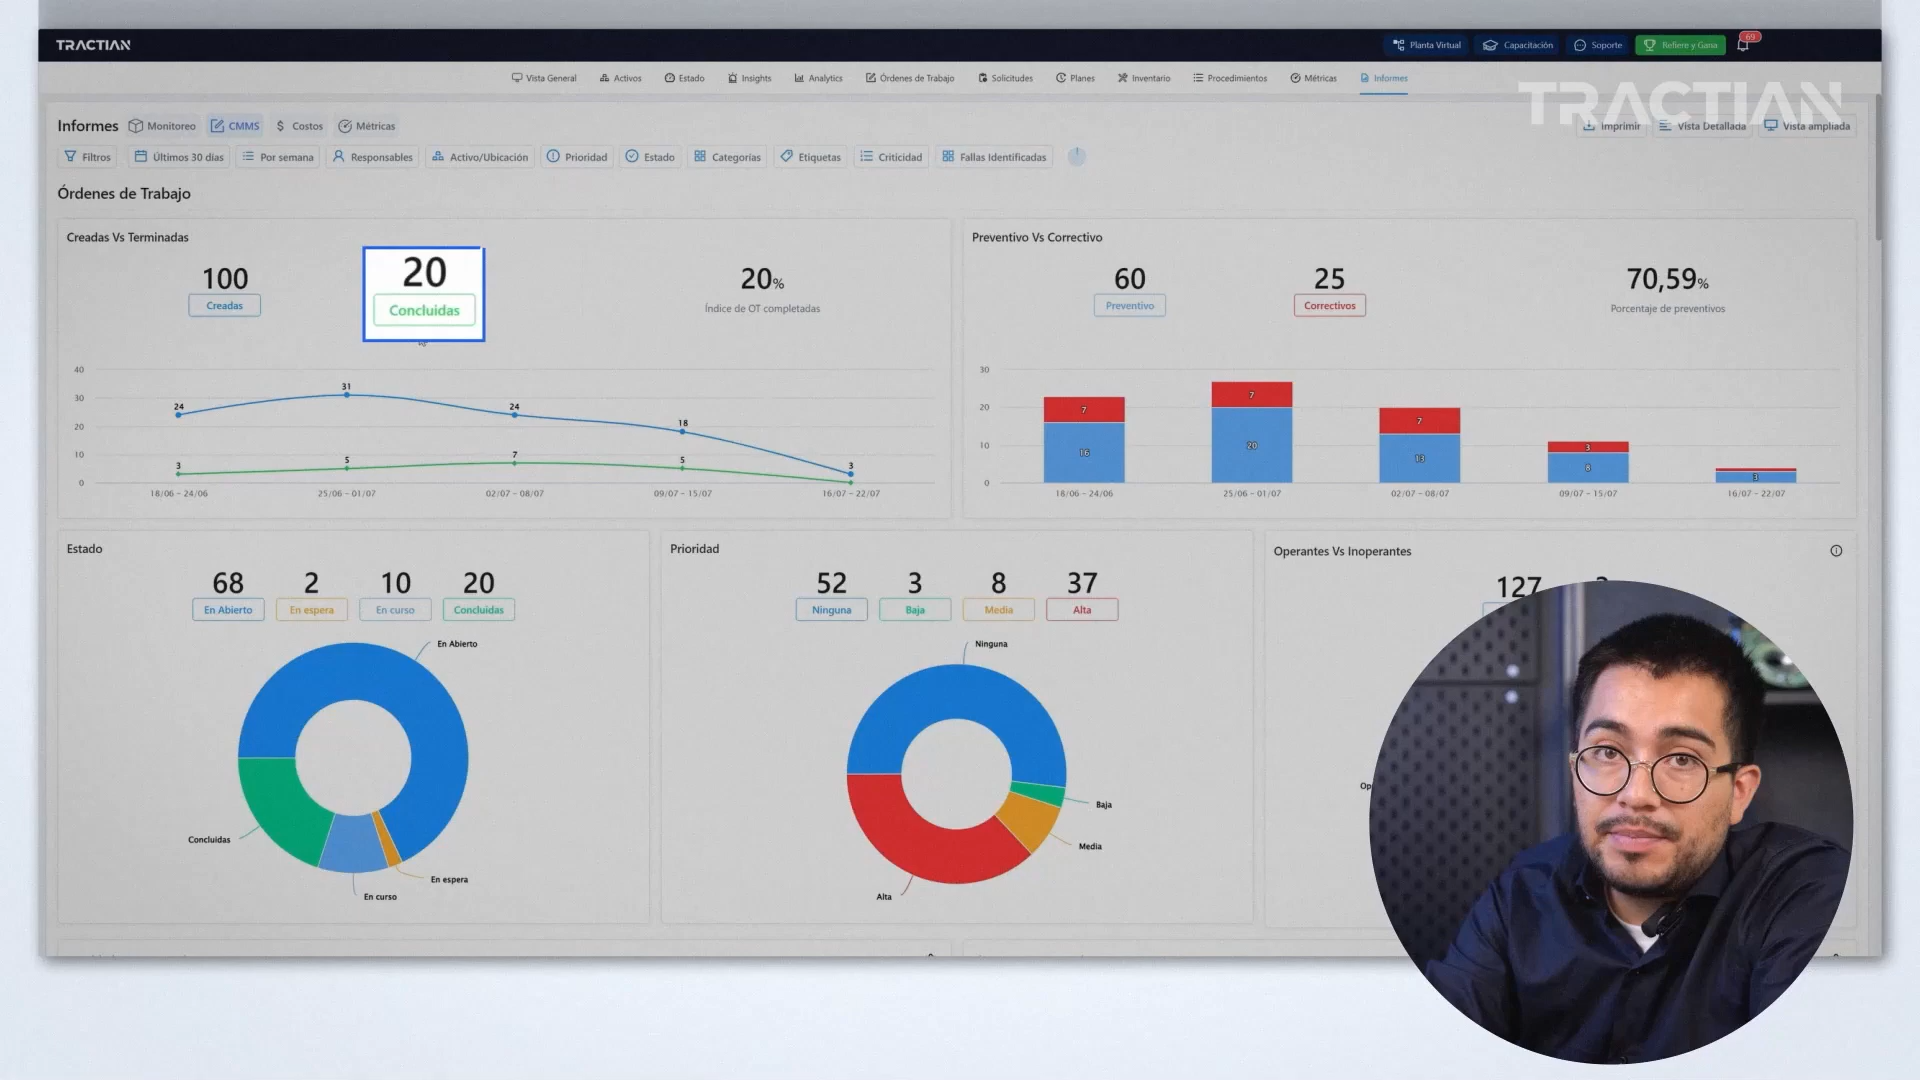 TRACTIAN
Planta Virtual
Capacitación
Soporte
Refiere y Gana
69
Vista General
Activos
Estado
Insights
Analytics
Órdenes de Trabajo
Solicitudes
Planes
Inventario
Procedimientos
Métricas
Informes
TRACTIAN
Informes
Monitoreo
CMMS
$ Costos
Métricas
Imprimir
Vista Detallada
Vista ampliada
Filtros
Últimos 30 días
Por semana
Responsables
Activo/Ubicación
Prioridad
Estado
Categorías
Etiquetas
Criticidad
Fallas Identificadas
Órdenes de Trabajo
Creadas Vs Terminadas
100
Creadas
20
Concluidas
20%
Índice de OT completadas
40
30
20
10
0
24
31
24
18
3
3
5
7
5
18/06 - 24/06
25/06 - 01/07
02/07 - 08/07
09/07 - 15/07
16/07 - 22/07
Preventivo Vs Correctivo
60
Preventivo
25
Correctivos
70,59%
Porcentaje de preventivos
30
20
10
0
7
16
7
20
7
13
3
8
3
18/06 - 24/06
25/06 - 01/07
02/07 - 08/07
09/07 - 15/07
16/07 - 22/07
Estado
68
En Abierto
2
En espera
10
En curso
20
Concluidas
En Abierto
Concluidas
En espera
En curso
Prioridad
52
Ninguna
3
Baja
8
Media
37
Alta
Ninguna
Baja
Media
Alta
Operantes Vs Inoperantes
127
Op